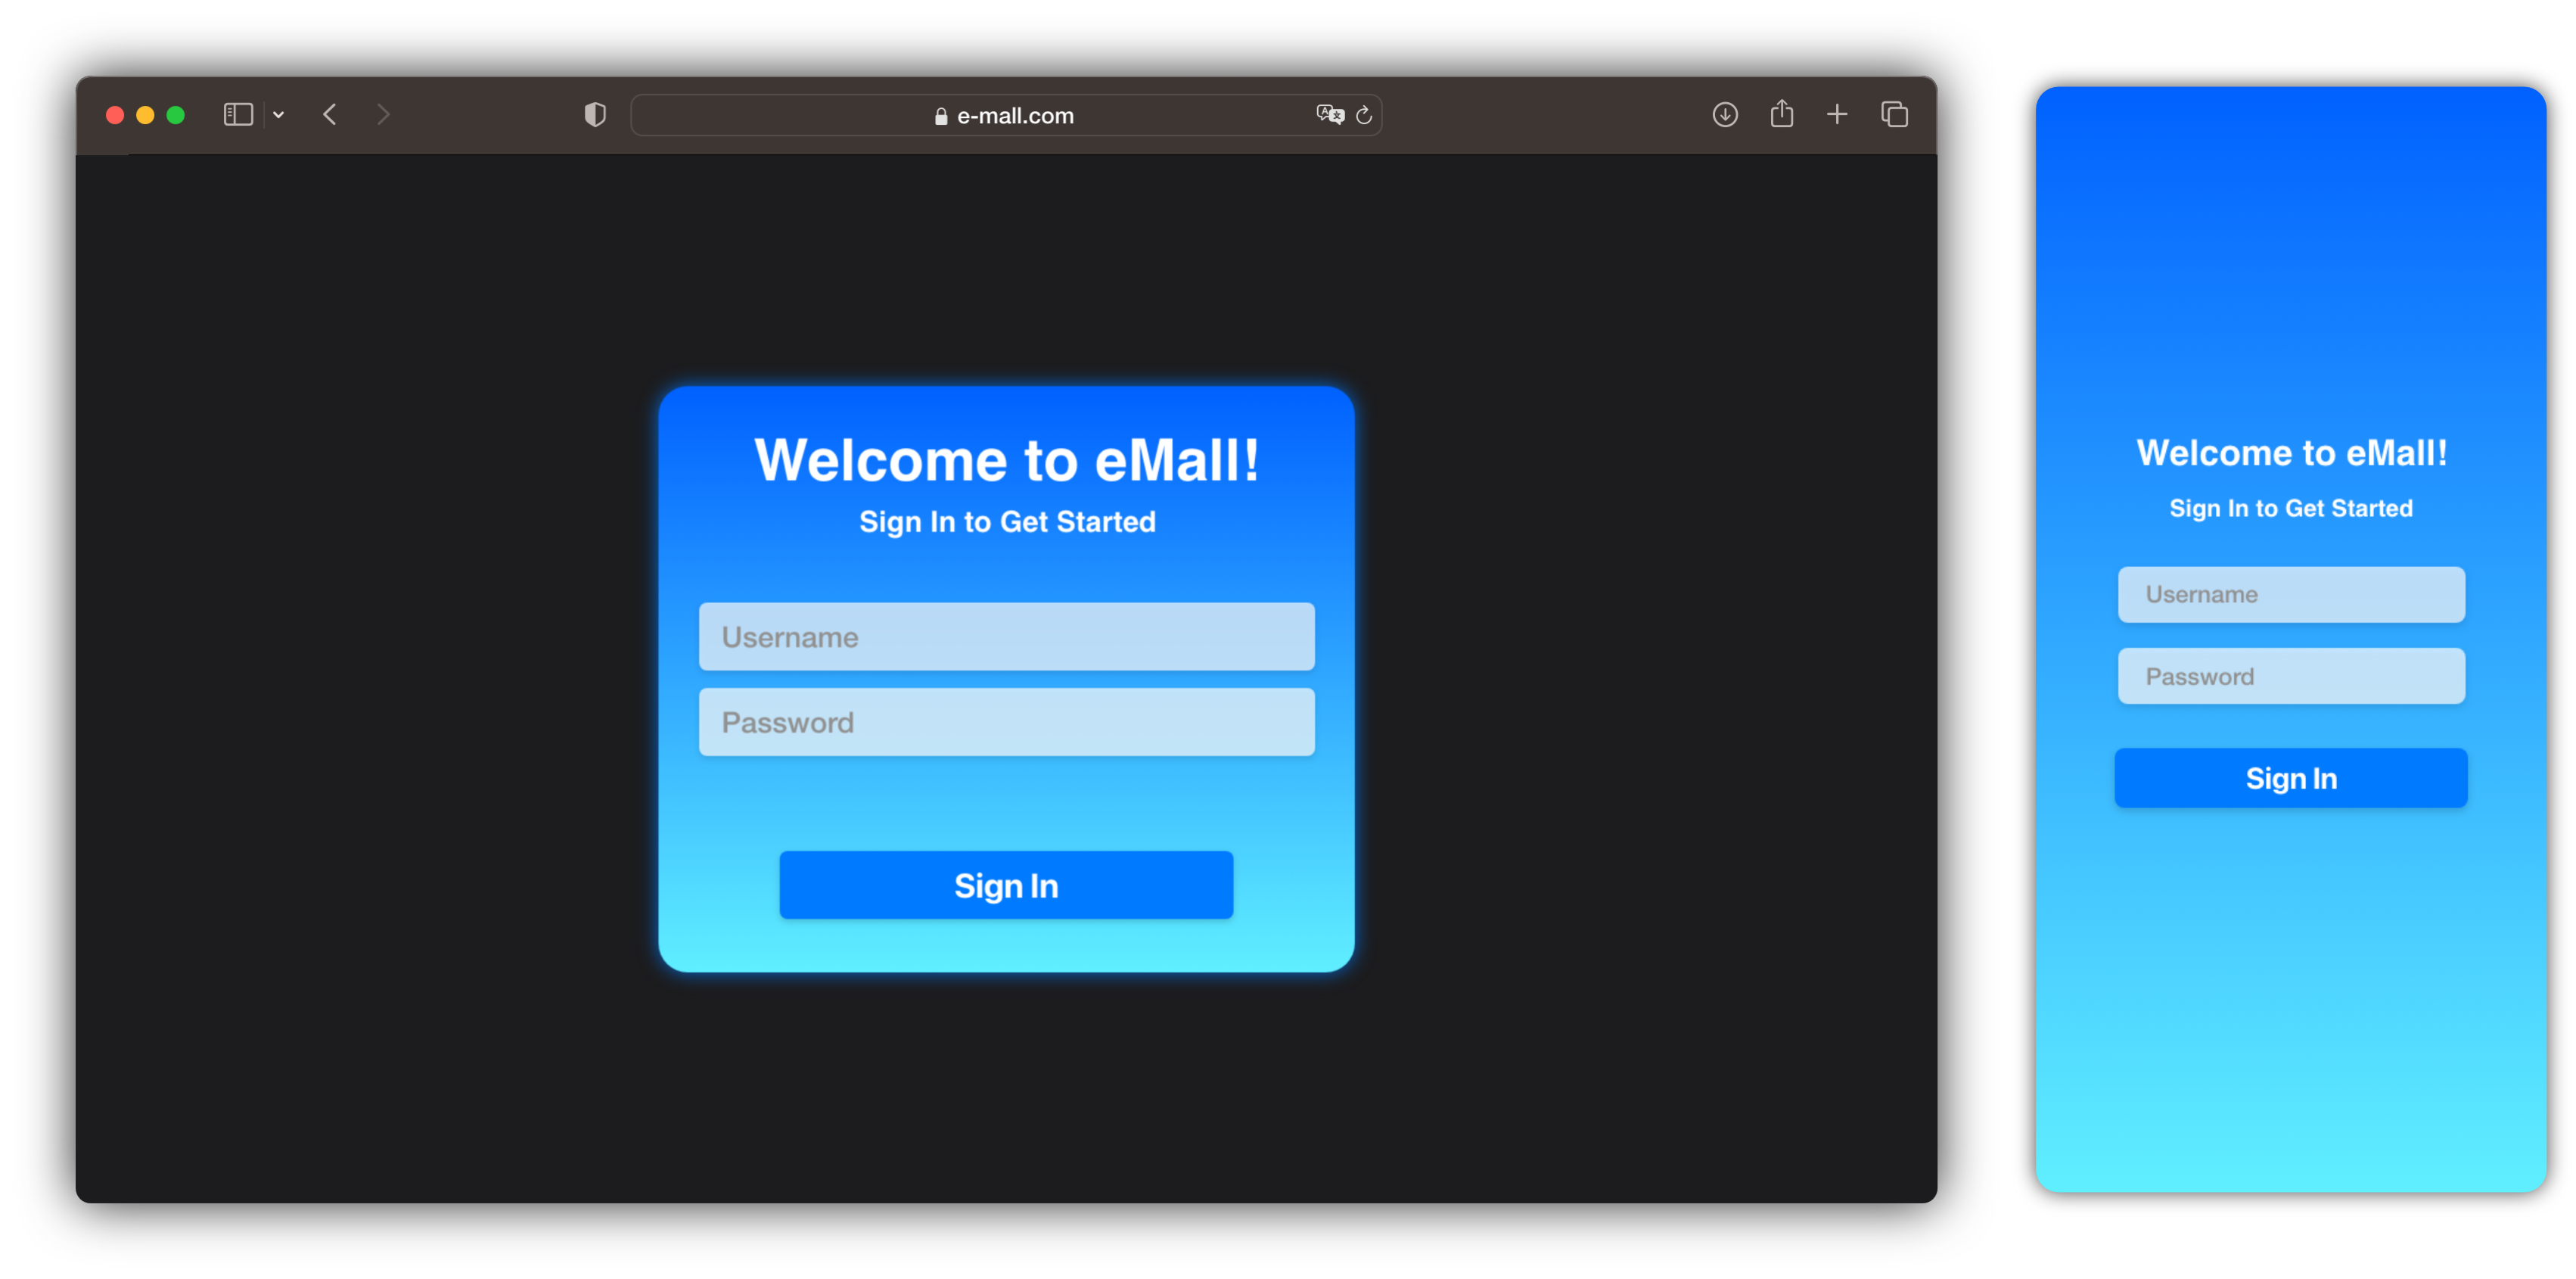 e-mall.com
Welcome to eMall!
Sign In to Get Started
Username
Password
Sign In
Welcome to eMall!
Sign In to Get Started
Username
Password
Sign In